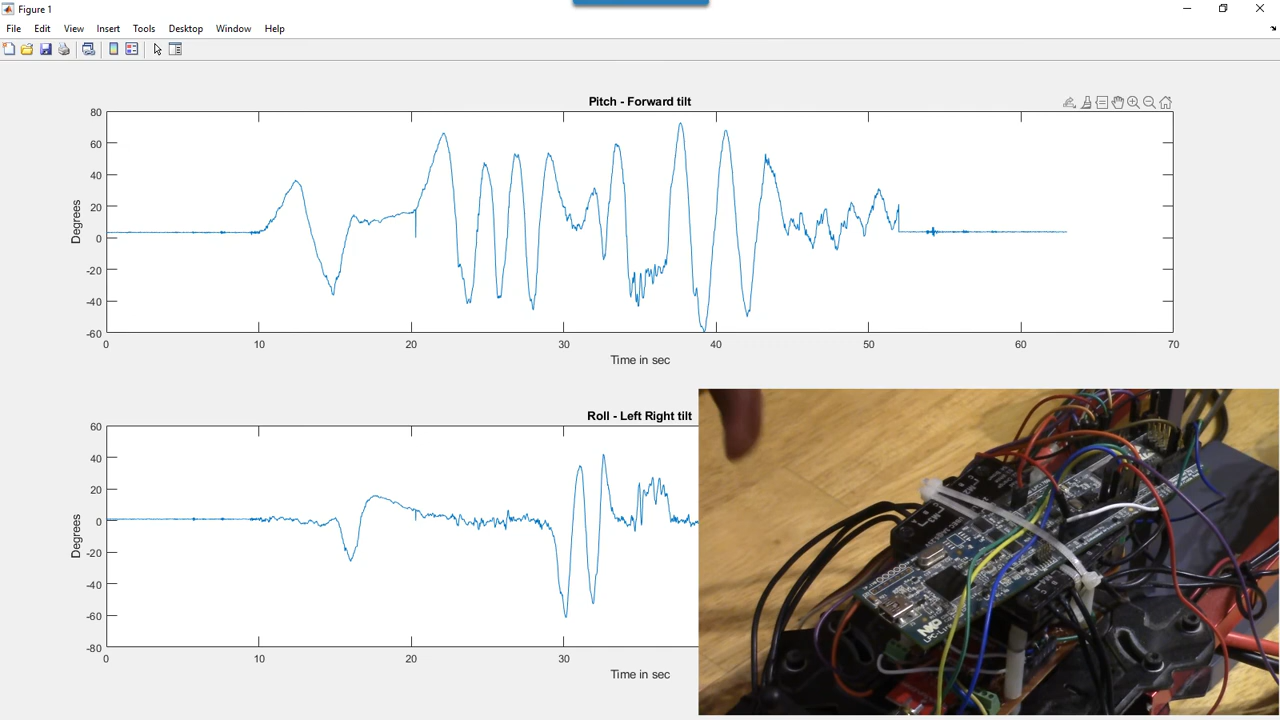 Figure 1
File Edit View Insert Tools Desktop Window Help
Pitch - Forward tilt
80
60
40
20
0
-20
-40
-60
Degrees
0 10 20 30 40 50 60 70
Time in sec
Roll - Left Right tilt
60
40
20
0
-20
-40
-60
-80
Degrees
0 10 20 30
Time in sec
NXP